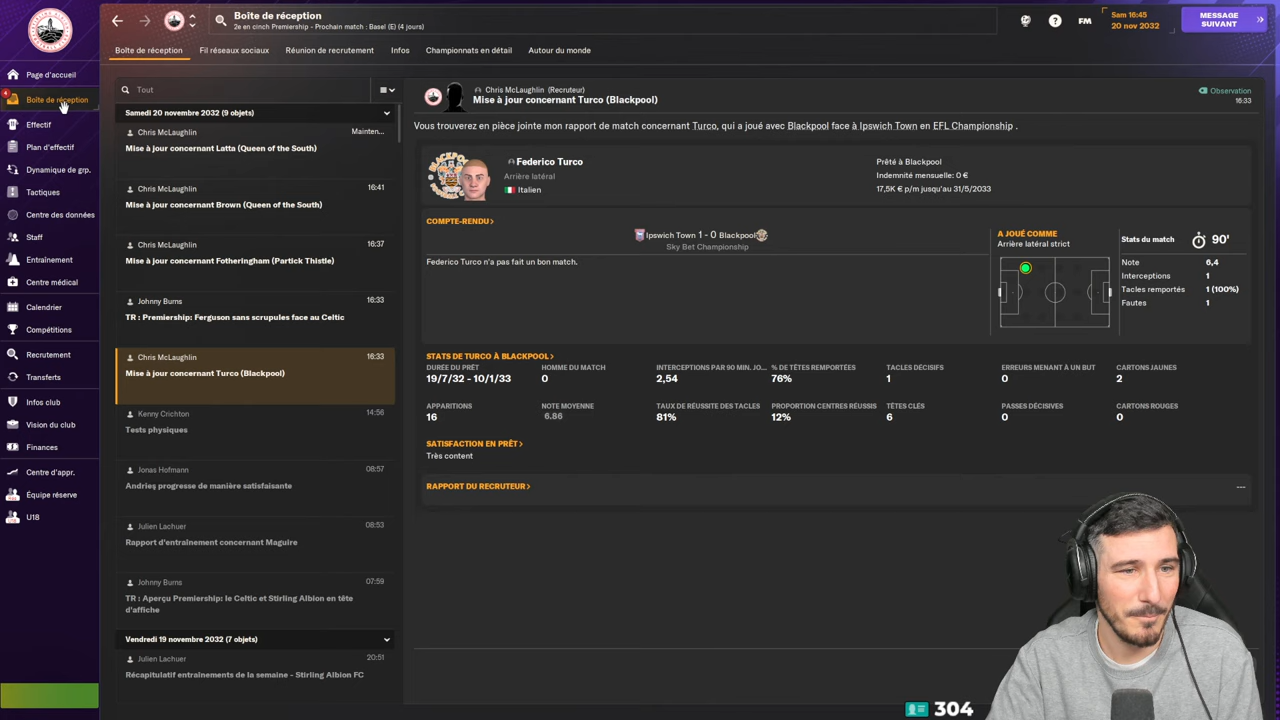 Boîte de réception
2e en cinch Premiership - Prochain match : Basel (E) (4 jours)
FM
Sam 16:45
20 nov 2032
MESSAGE
SUIVANT
Page d'accueil
4
Boîte de réception
Effectif
Plan d'effectif
Dynamique de grp.
Tactiques
Centre des données
Staff
Entraînement
Centre médical
Calendrier
Compétitions
Recrutement
Transferts
Infos club
Vision du club
Finances
Centre d'appr.
Équipe réserve
U18
Boîte de réception
Fil réseaux sociaux
Réunion de recrutement
Infos
Championnats en détail
Autour du monde
Tout
Samedi 20 novembre 2032 (9 objets)
Chris McLaughlin
Mainten...
Mise à jour concernant Latta (Queen of the South)
Chris McLaughlin
16:41
Mise à jour concernant Brown (Queen of the South)
Chris McLaughlin
16:37
Mise à jour concernant Fotheringham (Partick Thistle)
Johnny Burns
16:33
TR : Premiership: Ferguson sans scrupules face au Celtic
Chris McLaughlin
16:33
Mise à jour concernant Turco (Blackpool)
Kenny Crichton
14:56
Tests physiques
Jonas Hofmann
08:57
Andrieș progresse de manière satisfaisante
Julien Lachuer
08:53
Rapport d'entraînement concernant Maguire
Johnny Burns
07:59
TR : Aperçu Premiership: le Celtic et Stirling Albion en tête
d'affiche
Vendredi 19 novembre 2032 (7 objets)
Julien Lachuer
20:51
Récapitulatif entraînements de la semaine - Stirling Albion FC
Chris McLaughlin (Recruteur)
Mise à jour concernant Turco (Blackpool)
Observation
16:33
Vous trouverez en pièce jointe mon rapport de match concernant Turco, qui a joué avec Blackpool face à Ipswich Town en EFL Championship .
Federico Turco
Arrière latéral
Italien
Prêté à Blackpool
Indemnité mensuelle: 0 €
17,5K € p/m jusqu'au 31/5/2033
COMPTE-RENDU >
Ipswich Town 1 - 0 Blackpool
Sky Bet Championship
Federico Turco n'a pas fait un bon match.
A JOUÉ COMME
Arrière latéral strict
Stats du match
90'
Note 6,4
Interceptions 1
Tacles remportés 1 (100%)
Fautes 1
STATS DE TURCO À BLACKPOOL >
DURÉE DU PRÊT
HOMME DU MATCH
INTERCEPTIONS PAR 90 MIN. JO...
% DE TÊTES REMPORTÉES
TACLES DÉCISIFS
ERREURS MENANT À UN BUT
CARTONS JAUNES
19/7/32 - 10/1/33
0
2,54
76%
1
0
2
APPARITIONS
NOTE MOYENNE
TAUX DE RÉUSSITE DES TACLES
PROPORTION CENTRES RÉUSSIS
TÊTES CLÉS
PASSES DÉCISIVES
CARTONS ROUGES
16
6.86
81%
12%
6
0
0
SATISFACTION EN PRÊT >
Très content
RAPPORT DU RECRUTEUR >
---
304